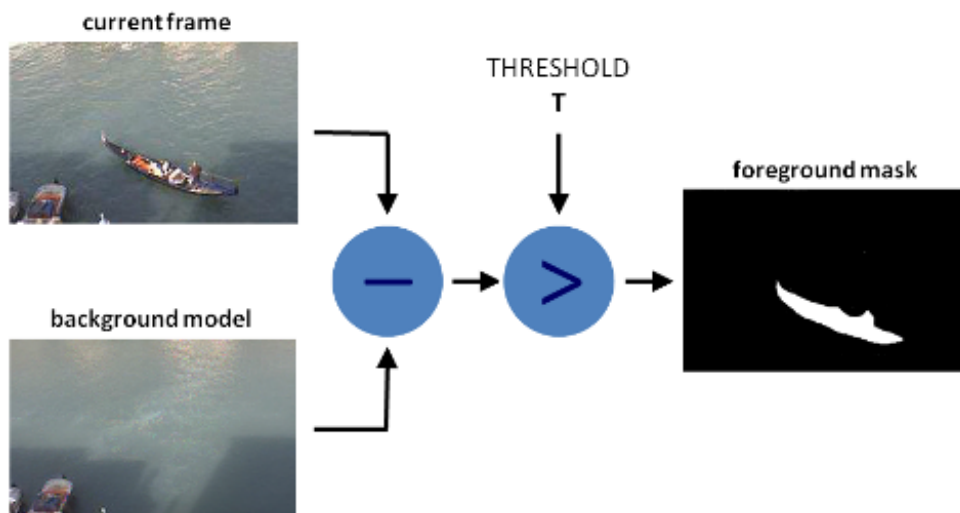 current frame
THRESHOLD
T
foreground mask
−
>
background model